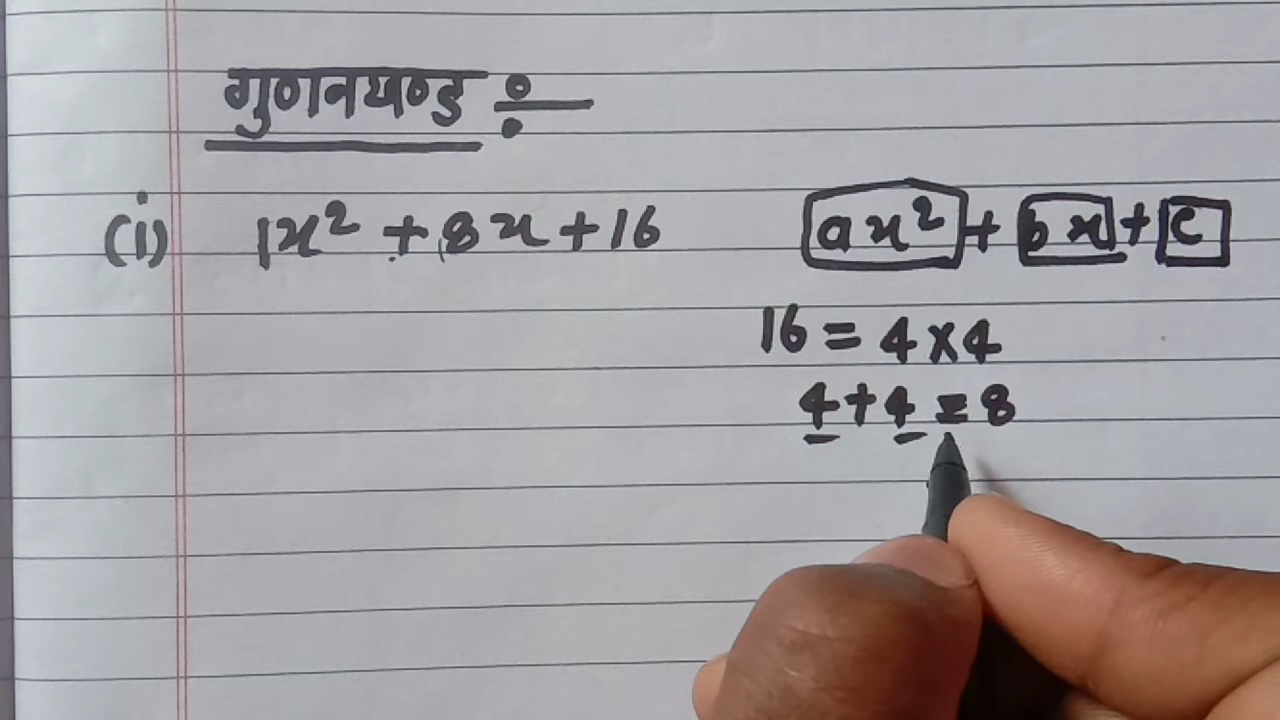 गुणनखण्ड ÷
(i) 1x² + 8x + 16 ax² + bx + c
16 = 4 × 4
4 + 4 = 8